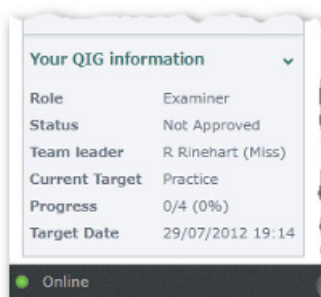 Your QIG information
Role Examiner
Status Not Approved
Team leader R Rinehart (Miss)
Current Target Practice
Progress 0/4 (0%)
Target Date 29/07/2012 19:14
Online